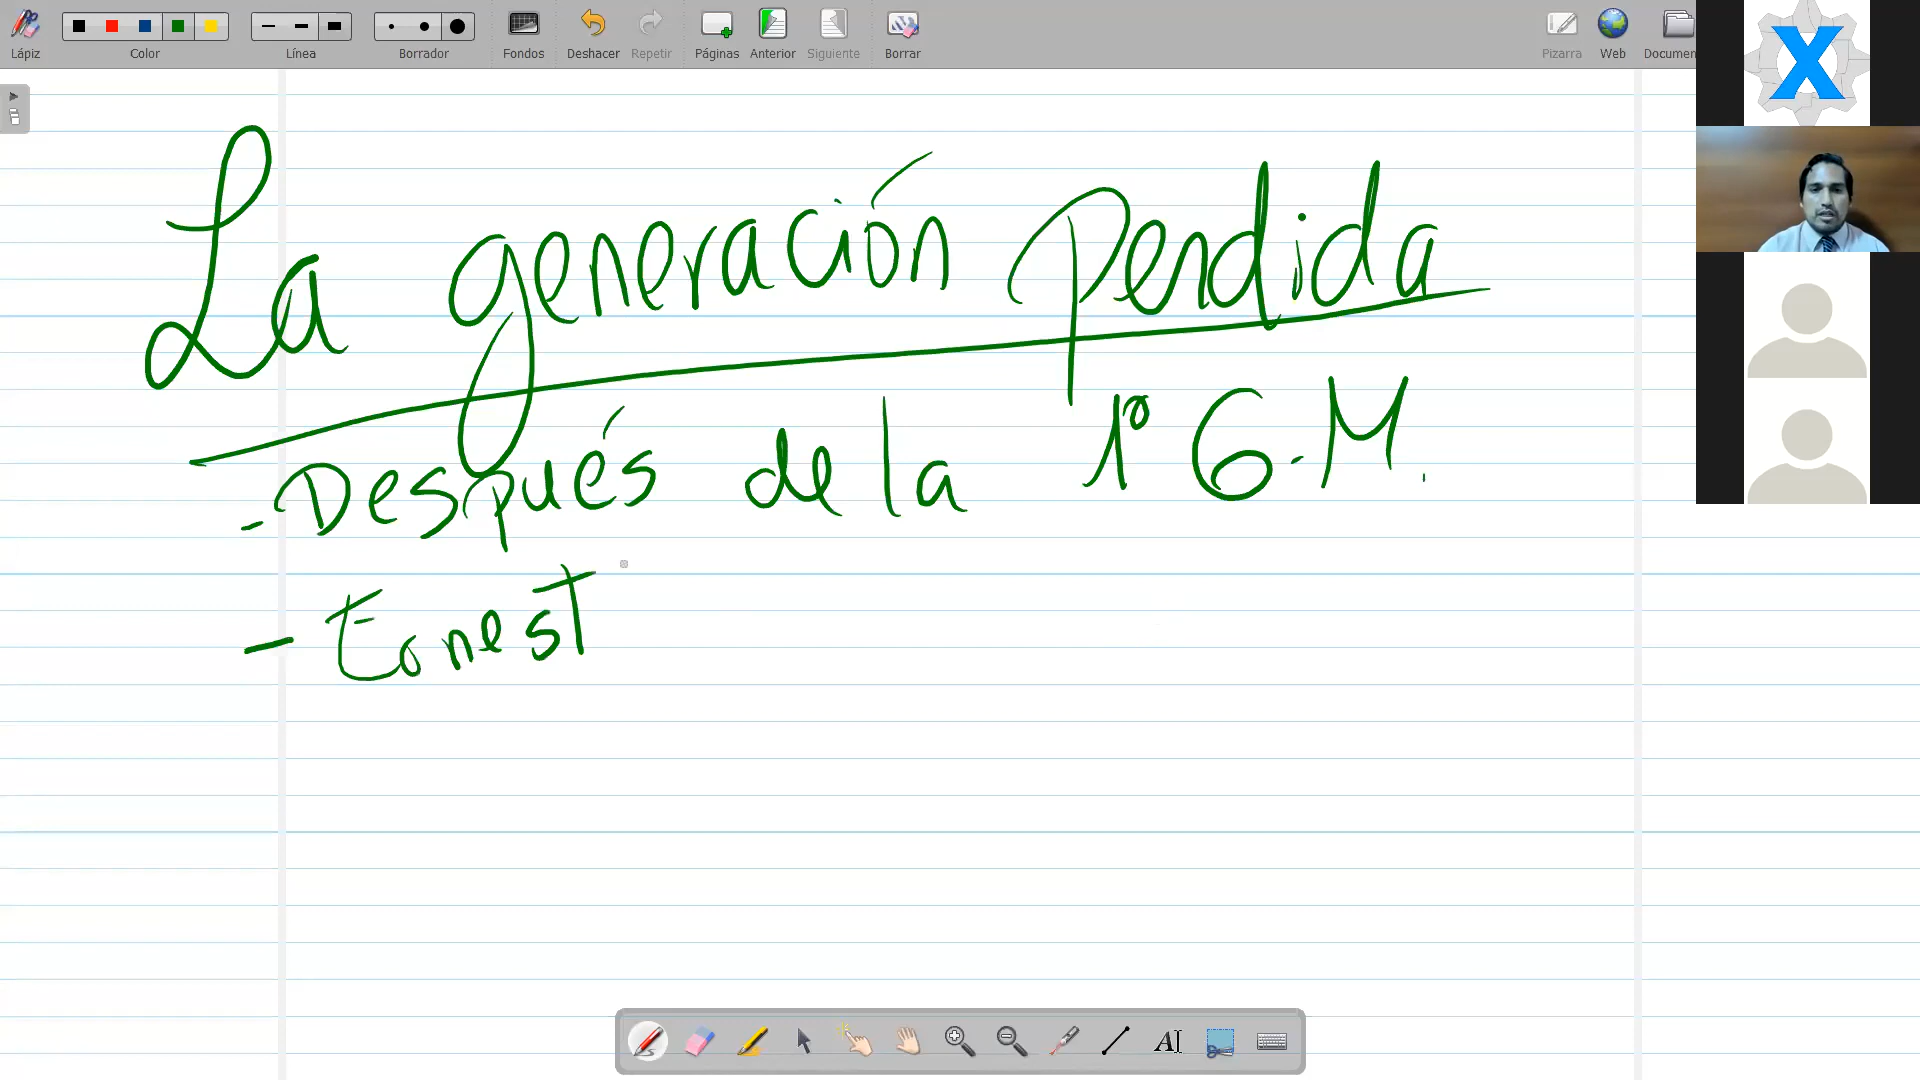 Lápiz Color Línea Borrador Fondos Deshacer Repetir Páginas Anterior Siguiente Borrar Pizarra Web Documen
X
La generación perdida
- Después de la 1º G.M.
- Ernest